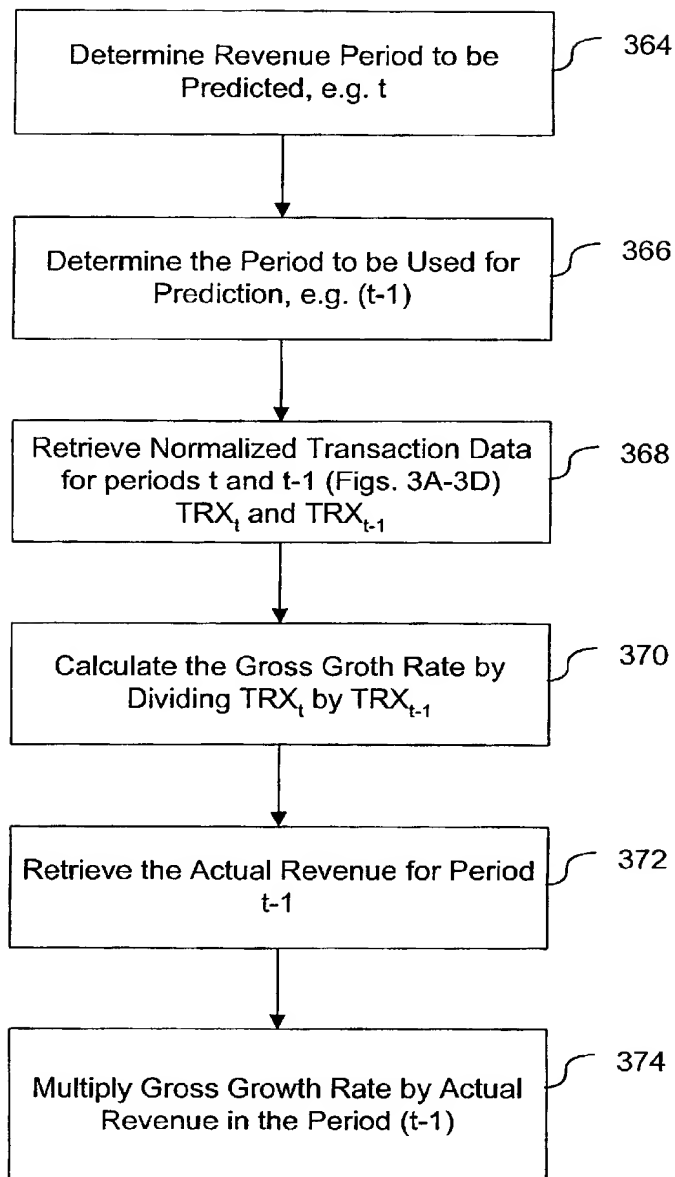 Determine Revenue Period to be
Predicted, e.g. t
364
Determine the Period to be Used for
Prediction, e.g. (t-1)
366
Retrieve Normalized Transaction Data
for periods t and t-1 (Figs. 3A-3D)
TRXt and TRXt-1
368
Calculate the Gross Groth Rate by
Dividing TRXt by TRXt-1
370
Retrieve the Actual Revenue for Period
t-1
372
Multiply Gross Growth Rate by Actual
Revenue in the Period (t-1)
374